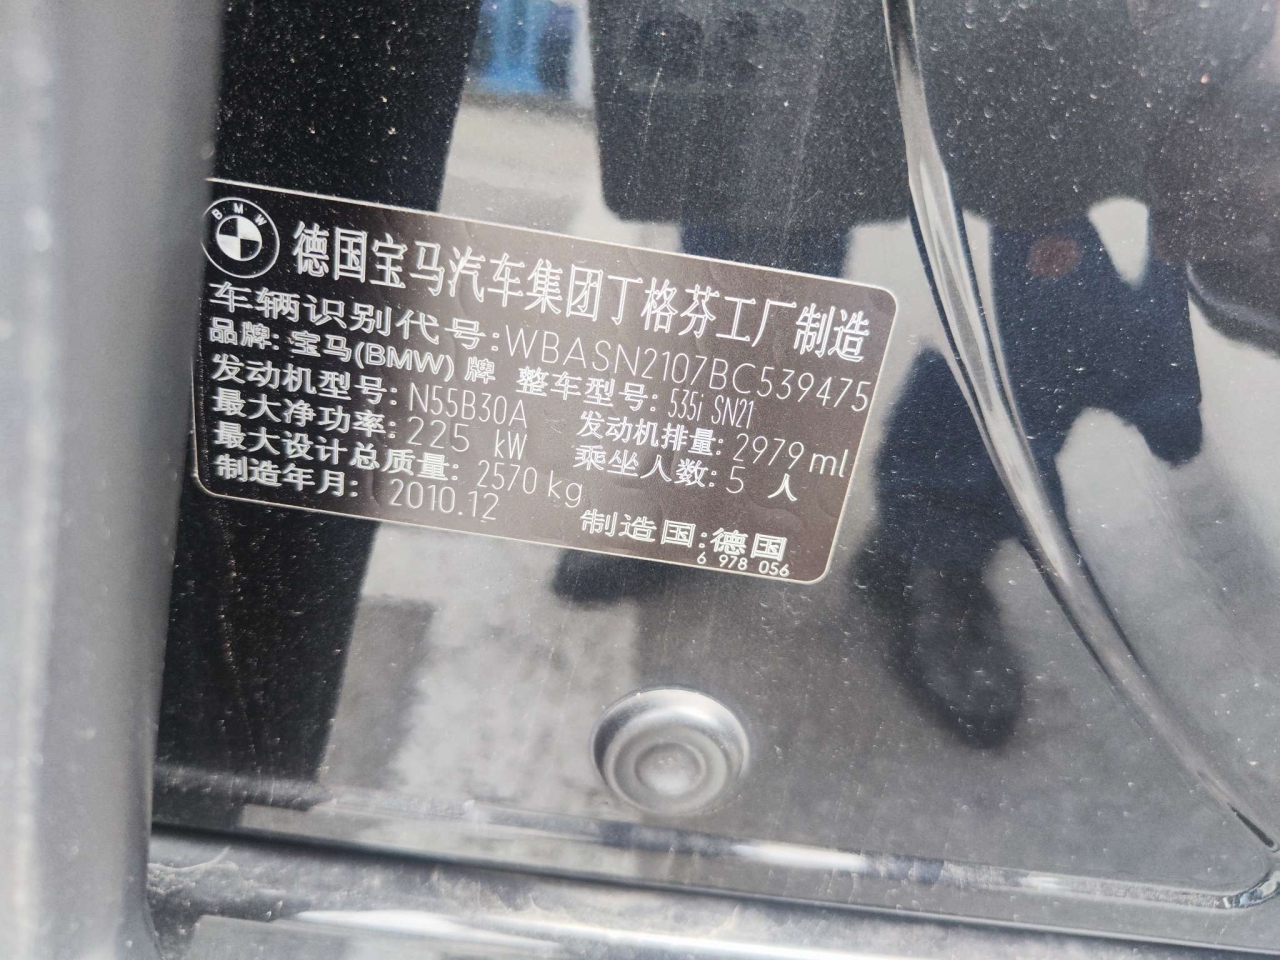 BMW
德国宝马汽车集团丁格芬工厂制造
车辆识别代号:WBASN2107BC539475
品牌: 宝马(BMW) 牌 整车型号: 535i SN21
发动机型号: N55B30A 发动机排量: 2979 ml
最大净功率: 225 kW 乘坐人数: 5 人
最大设计总质量: 2570 kg
制造年月: 2010.12 制造国:德国
6 978 056